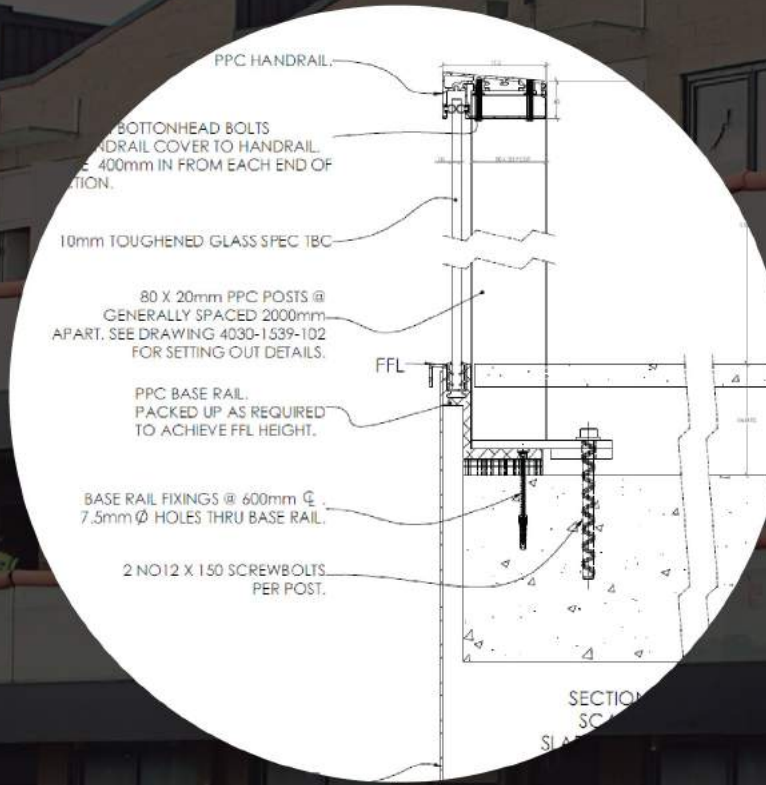 PPC HANDRAIL.
BOTTONHEAD BOLTS
HANDRAIL COVER TO HANDRAIL.
400mm IN FROM EACH END OF
10mm TOUGHENED GLASS SPEC TBC
80 X 20mm PPC POSTS @
GENERALLY SPACED 2000mm
APART. SEE DRAWING 4030-1539-102
FOR SETTING OUT DETAILS.
FFL
PPC BASE RAIL.
PACKED UP AS REQUIRED
TO ACHIEVE FFL HEIGHT.
BASE RAIL FIXINGS @ 600mm ℄ .
7.5mm Ø HOLES THRU BASE RAIL.
2 NO12 X 150 SCREWBOLTS
PER POST.
SECTION